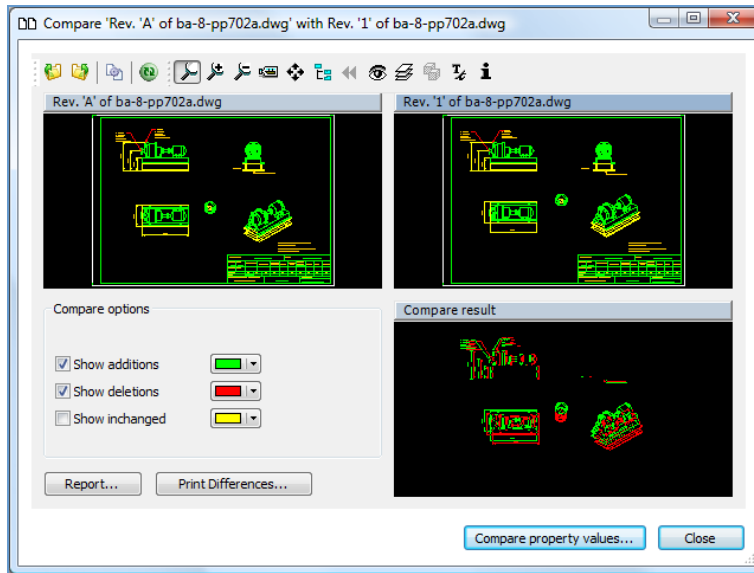 Compare 'Rev. 'A' of ba-8-pp702a.dwg' with Rev. '1' of ba-8-pp702a.dwg
Rev. 'A' of ba-8-pp702a.dwg
Rev. '1' of ba-8-pp702a.dwg
Compare options
Compare result
Show additions
Show deletions
Show inchanged
Report...
Print Differences...
Compare property values...
Close